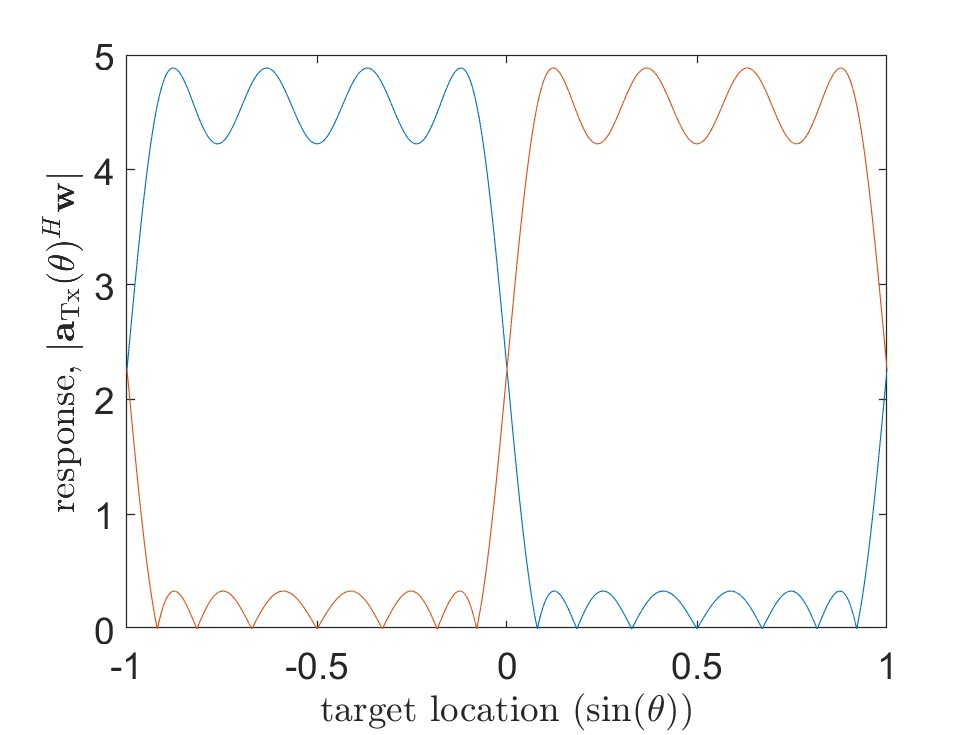 response, |a_Tx(θ)^H w|
5
4
3
2
1
0
-1 -0.5 0 0.5 1
target location (sin(θ))